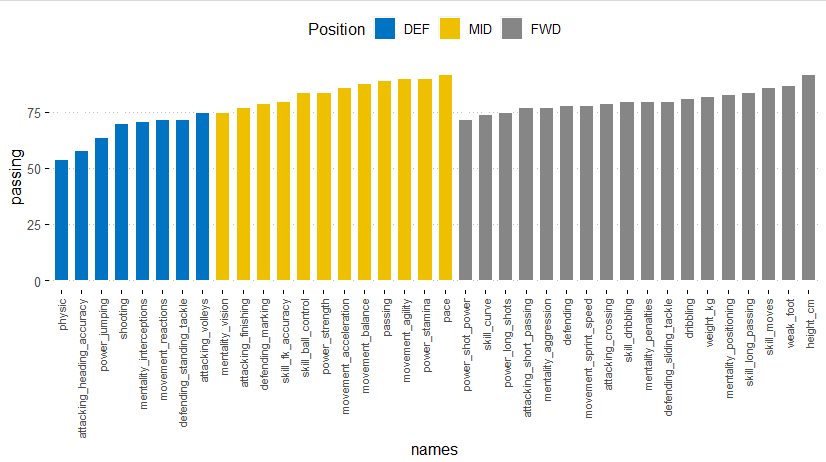 Position DEF MID FWD
passing
75
50
25
0
physic
attacking_heading_accuracy
power_jumping
shooting
mentality_interceptions
movement_reactions
defending_standing_tackle
attacking_volleys
mentality_vision
attacking_finishing
defending_marking
skill_fk_accuracy
skill_ball_control
power_strength
movement_acceleration
movement_balance
passing
movement_agility
power_stamina
pace
power_shot_power
skill_curve
power_long_shots
attacking_short_passing
mentality_aggression
defending
movement_sprint_speed
attacking_crossing
skill_dribbling
mentality_penalties
defending_sliding_tackle
dribbling
weight_kg
mentality_positioning
skill_long_passing
skill_moves
weak_foot
height_cm
names